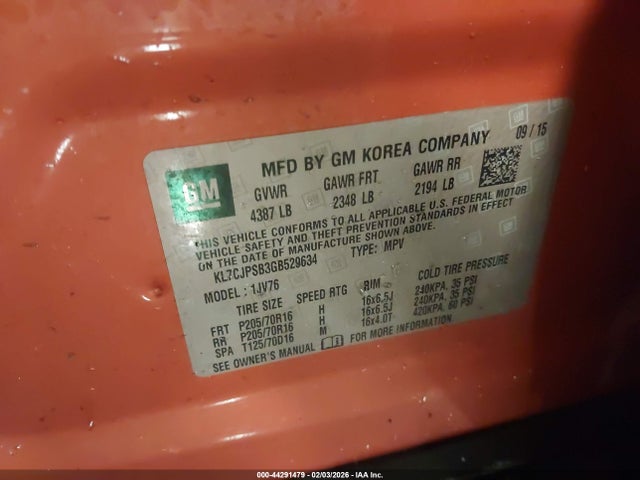 GM
MFD BY GM KOREA COMPANY 09 / 15
GVWR GAWR FRT GAWR RR
4387 LB 2348 LB 2194 LB
THIS VEHICLE CONFORMS TO ALL APPLICABLE U.S. FEDERAL MOTOR
VEHICLE SAFETY AND THEFT PREVENTION STANDARDS IN EFFECT
ON THE DATE OF MANUFACTURE SHOWN ABOVE.
KL7CJPSB3GB529634 TYPE: MPV
MODEL: 1JV76
TIRE SIZE SPEED RTG RIM COLD TIRE PRESSURE
FRT P205/70R16 H 16x6.5J 240KPA, 35 PSI
RR P205/70R16 H 16x6.5J 240KPA, 35 PSI
SPA T125/70D16 M 16x4.0T 420KPA, 60 PSI
SEE OWNER'S MANUAL FOR MORE INFORMATION.
000-44291479 - 02/03/2026 - IAA Inc.